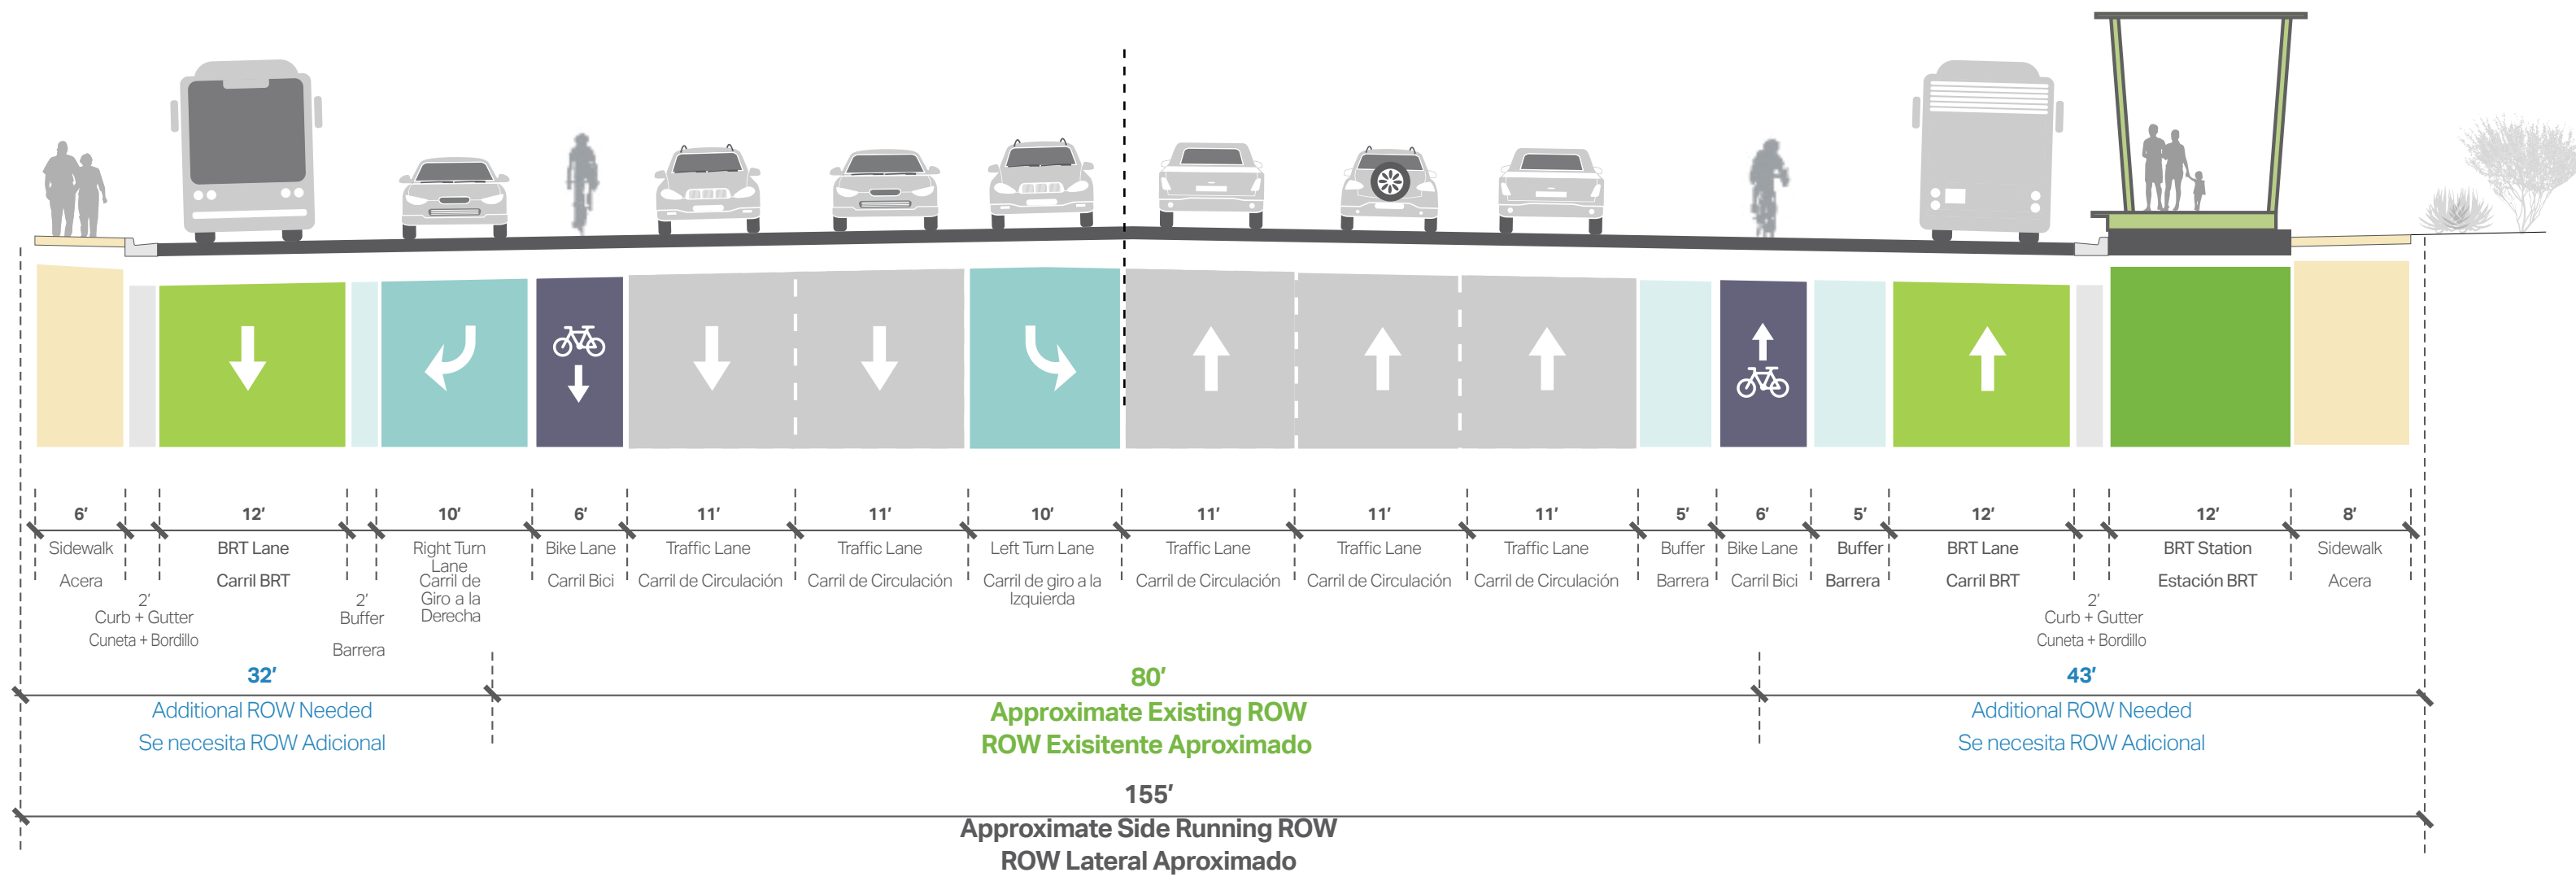 6′
12′
10′
6′
11′
11′
10′
11′
11′
11′
5′
6′
5′
12′
12′
8′
Sidewalk
Acera
2′
Curb + Gutter
Cuneta + Bordillo
BRT Lane
Carril BRT
2′
Buffer
Barrera
Right Turn
Lane
Carril de
Giro a la
Derecha
Bike Lane
Carril Bici
Traffic Lane
Carril de Circulación
Traffic Lane
Carril de Circulación
Left Turn Lane
Carril de giro a la
Izquierda
Traffic Lane
Carril de Circulación
Traffic Lane
Carril de Circulación
Traffic Lane
Carril de Circulación
Buffer
Barrera
Bike Lane
Carril Bici
Buffer
Barrera
BRT Lane
Carril BRT
2′
Curb + Gutter
Cuneta + Bordillo
BRT Station
Estación BRT
Sidewalk
Acera
32′
Additional ROW Needed
Se necesita ROW Adicional
80′
Approximate Existing ROW
ROW Exisitente Aproximado
43′
Additional ROW Needed
Se necesita ROW Adicional
155′
Approximate Side Running ROW
ROW Lateral Aproximado